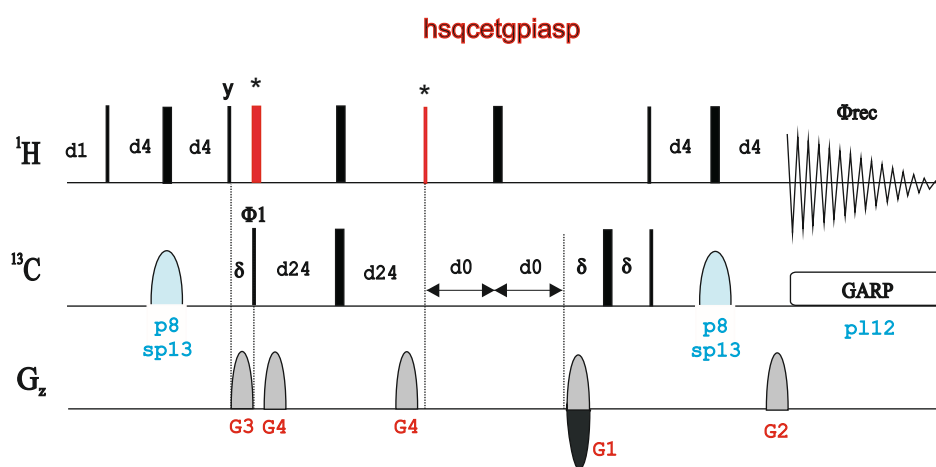 hsqcetgpiasp
y * *
¹H d1 d4 d4 d4 d4 Φrec
Φ1
¹³C δ d24 d24 d0 d0 δ δ GARP
p8 p8 pl12
sp13 sp13
Gz
G3 G4 G4 G1 G2